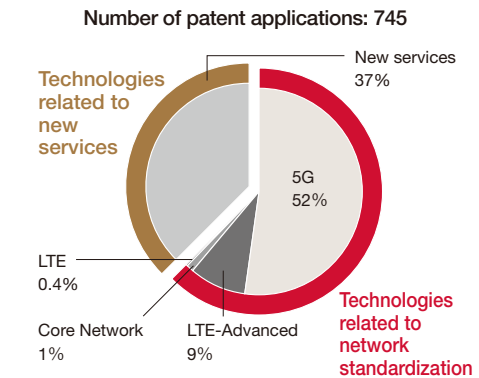 Number of patent applications: 745
New services
37%
Technologies
related to
new
services
5G
52%
LTE
0.4%
Core Network
1%
LTE-Advanced
9%
Technologies
related to
network
standardization